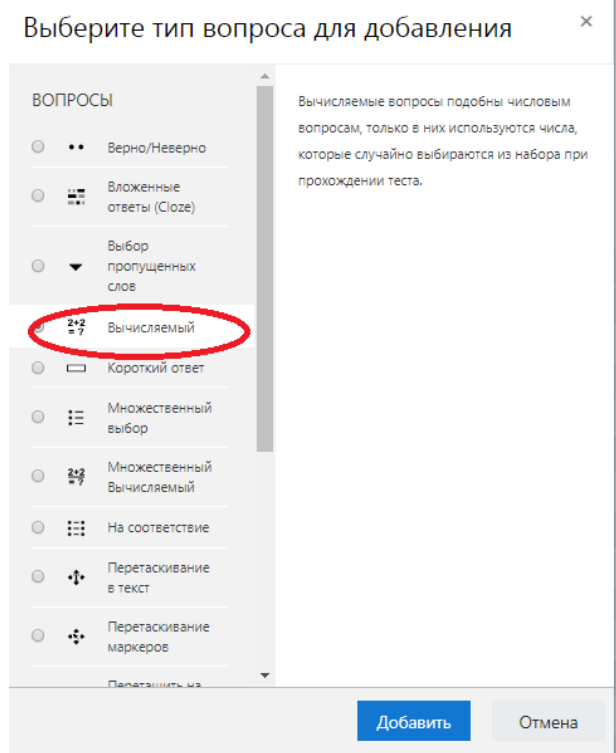 Выберите тип вопроса для добавления
×
ВОПРОСЫ
Верно/Неверно
Вложенные
ответы (Cloze)
Выбор
пропущенных
слов
2+2
= ?
Вычисляемый
Короткий ответ
Множественный
выбор
2+2
= ?
Множественный
Вычисляемый
На соответствие
Перетаскивание
в текст
Перетаскивание
маркеров
Перетащить на
Вычисляемые вопросы подобны числовым
вопросам, только в них используются числа,
которые случайно выбираются из набора при
прохождении теста.
Добавить
Отмена